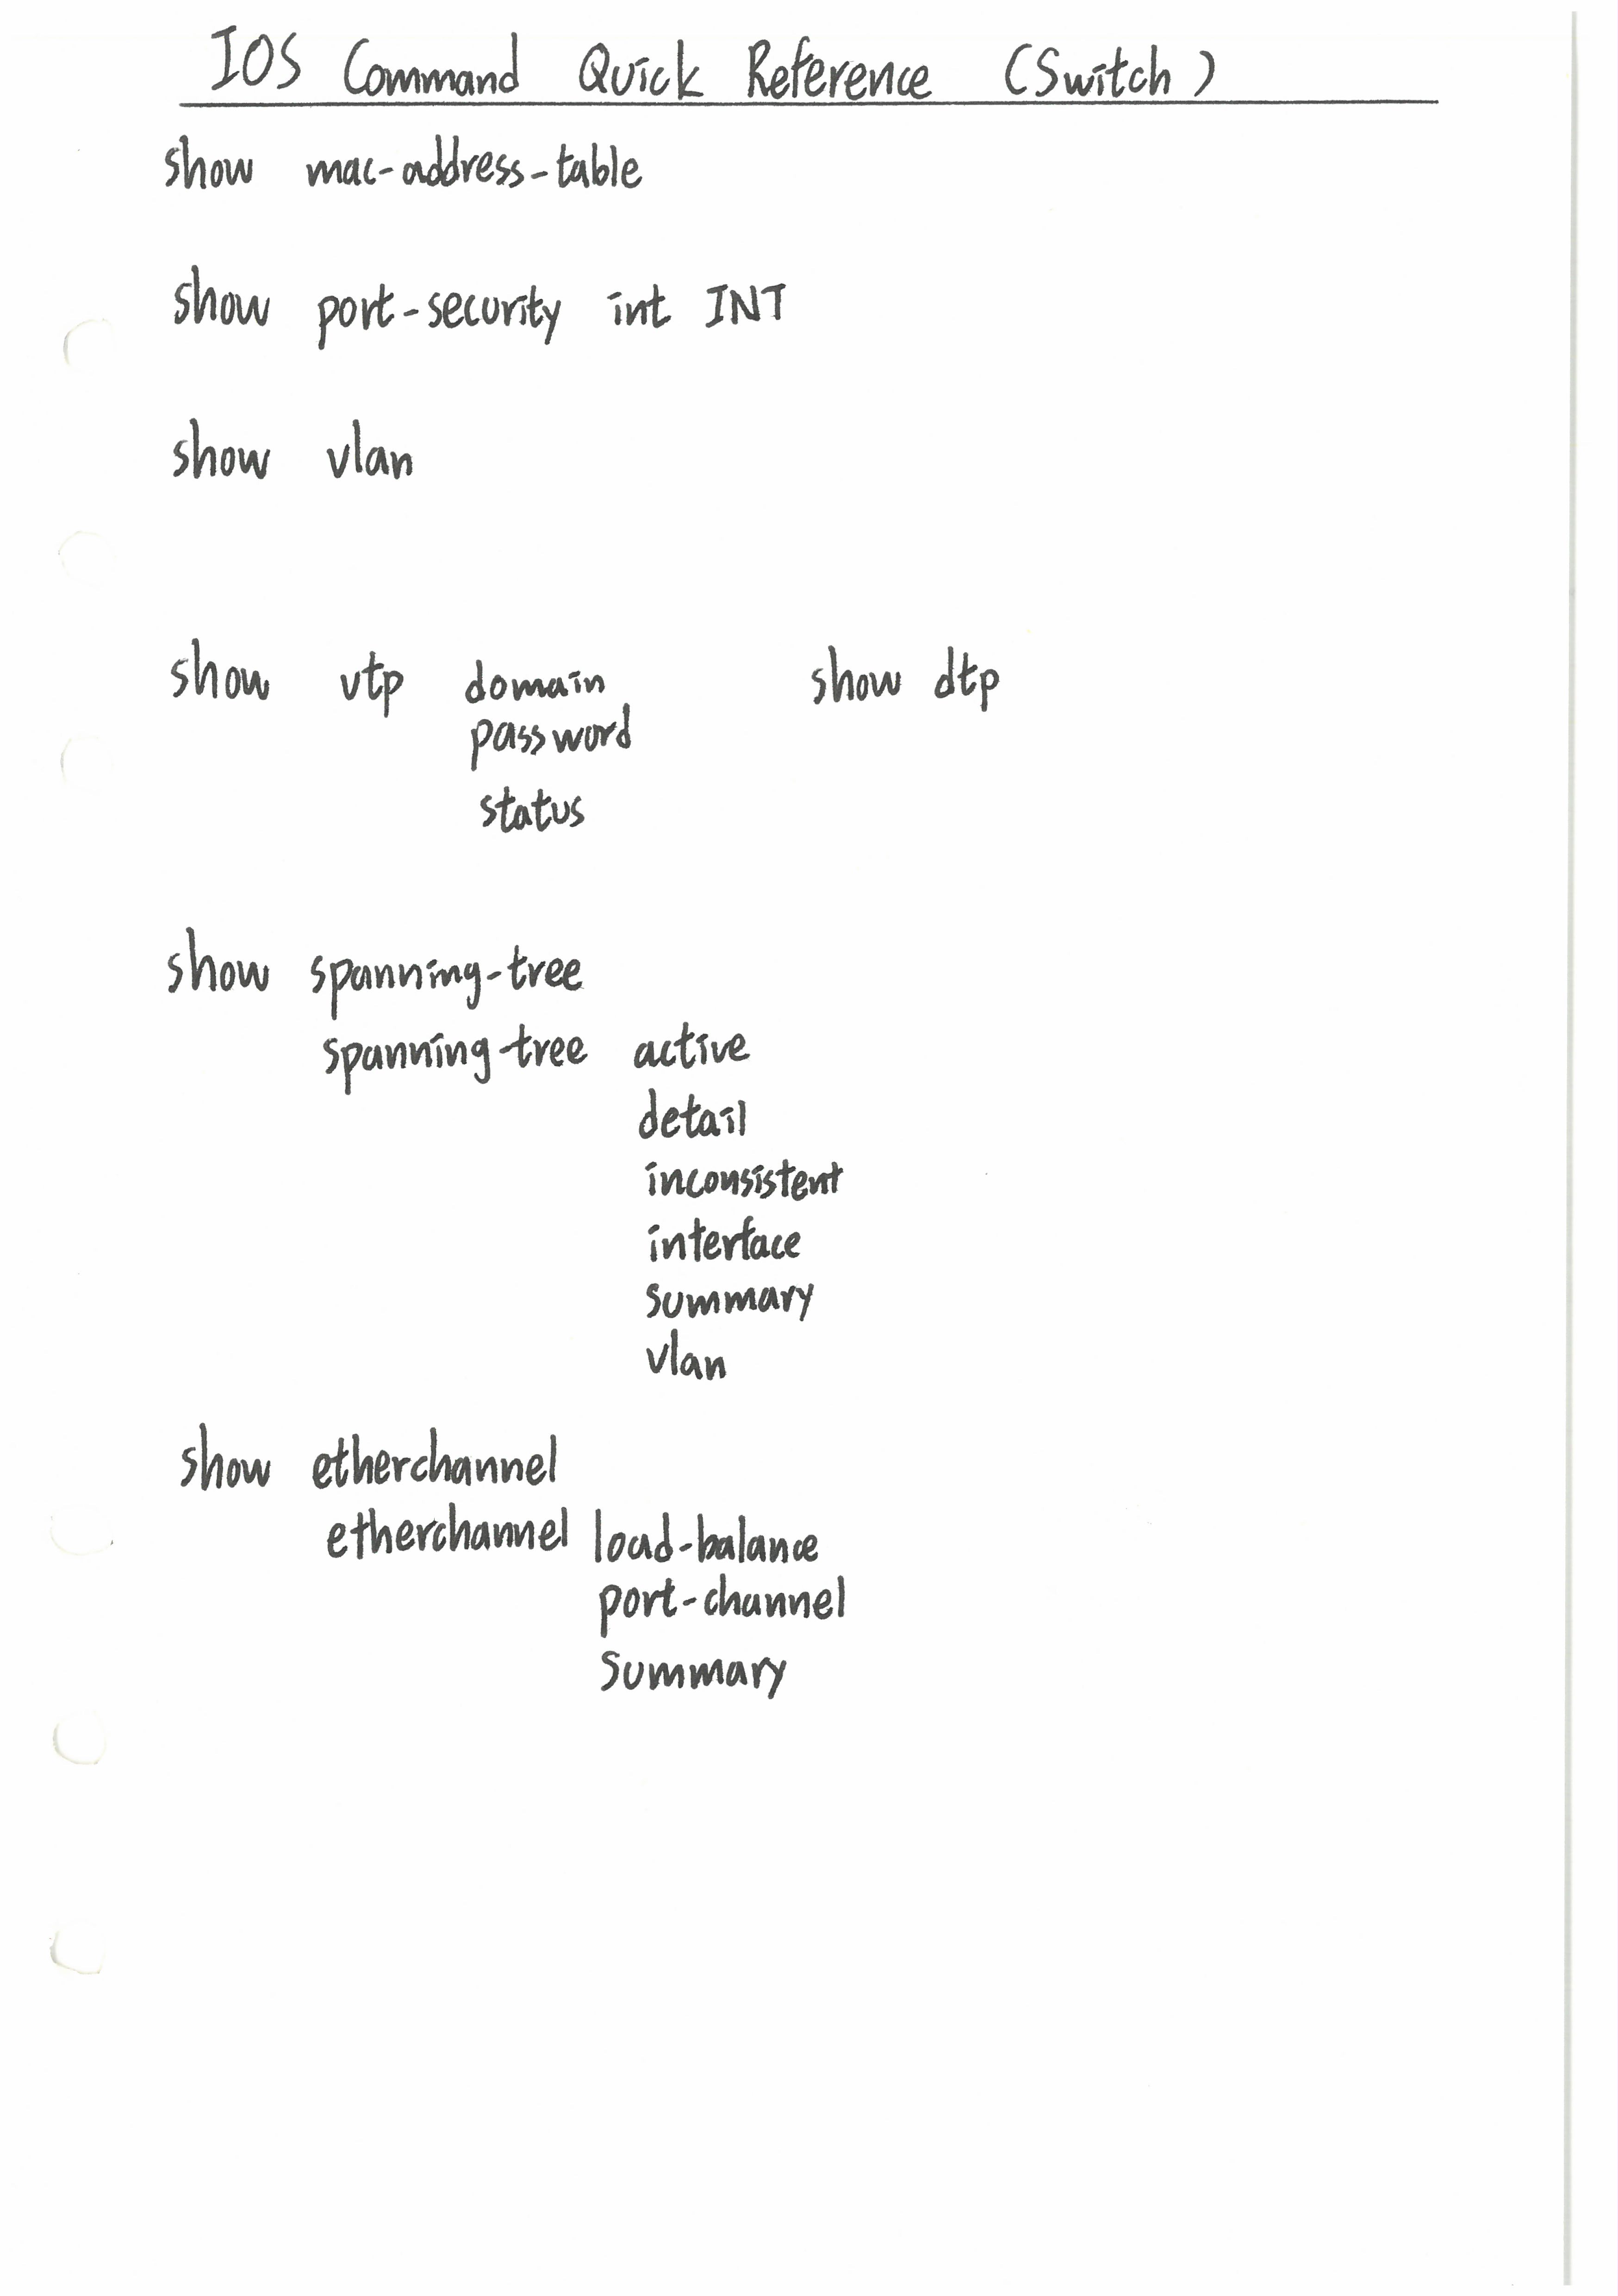 IOS Command Quick Reference (Switch)
show mac-address-table
show port-security int INT
show vlan
show vtp domain show dtp
password
status
show spanning-tree
spanning-tree active
detail
inconsistent
interface
summary
vlan
show etherchannel
etherchannel load-balance
port-channel
summary